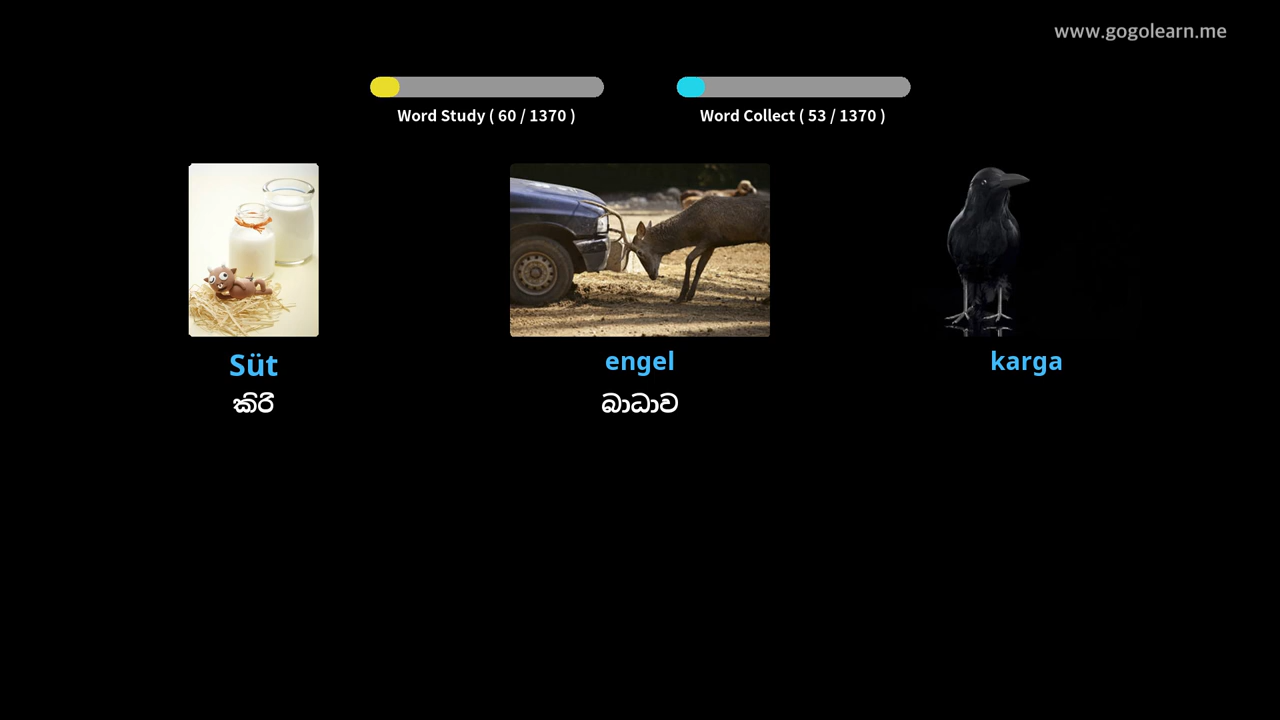 www.gogolearn.me
Word Study ( 60 / 1370 )
Word Collect ( 53 / 1370 )
Süt
engel
karga
කිරි
බාධාව